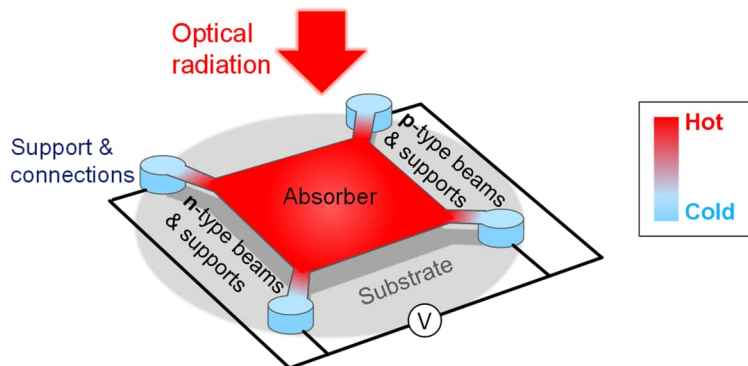 Optical
radiation
Support &
connections
Absorber
p-type beams
& supports
n-type beams
& supports
Substrate
V
Hot
Cold